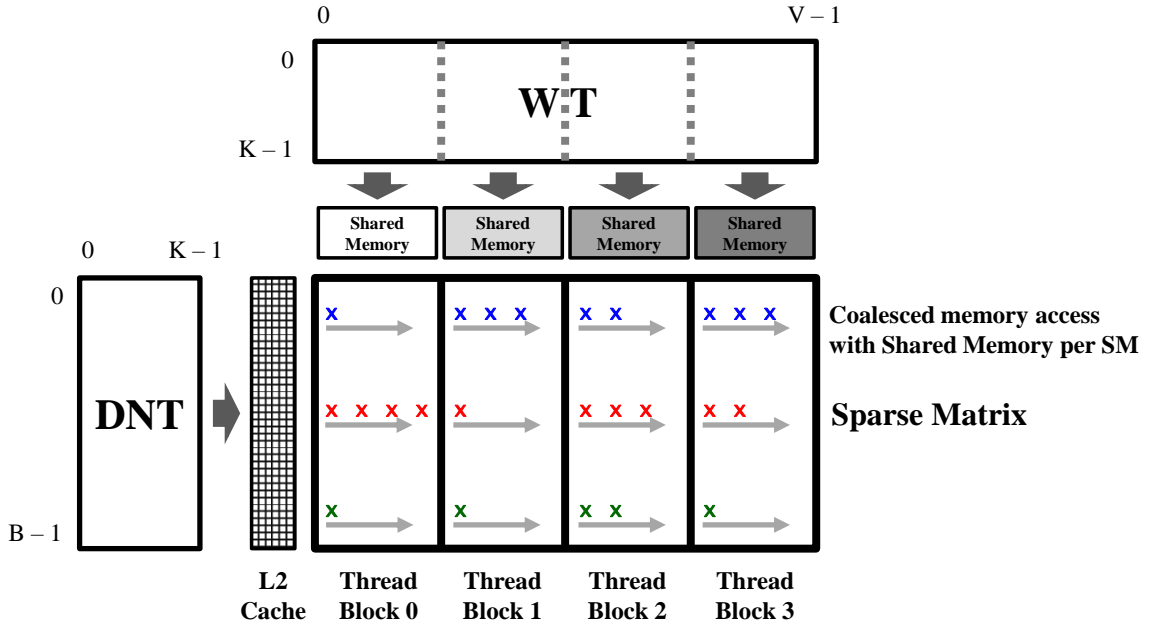 0
V – 1
0
W T
K – 1
Shared
Memory
Shared
Memory
Shared
Memory
Shared
Memory
0
K – 1
0
DNT
B – 1
x
x x x
x x
x x x
Coalesced memory access
with Shared Memory per SM
x x x x
x
x x x
x x
Sparse Matrix
x
x
x x
x
L2
Cache
Thread
Block 0
Thread
Block 1
Thread
Block 2
Thread
Block 3